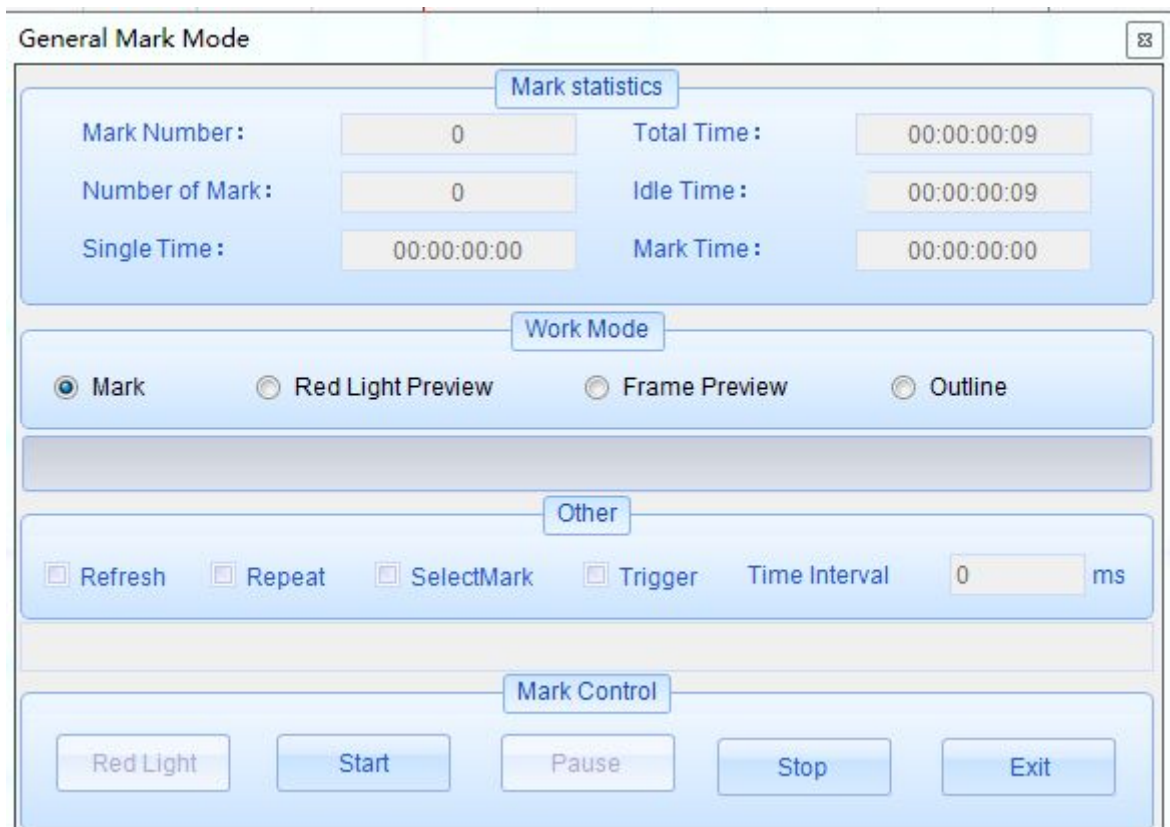 General Mark Mode
Mark statistics
Mark Number: 0 Total Time: 00:00:00:09
Number of Mark: 0 Idle Time: 00:00:00:09
Single Time: 00:00:00:00 Mark Time: 00:00:00:00
Work Mode
Mark Red Light Preview Frame Preview Outline
Other
Refresh Repeat SelectMark Trigger Time Interval 0 ms
Mark Control
Red Light Start Pause Stop Exit